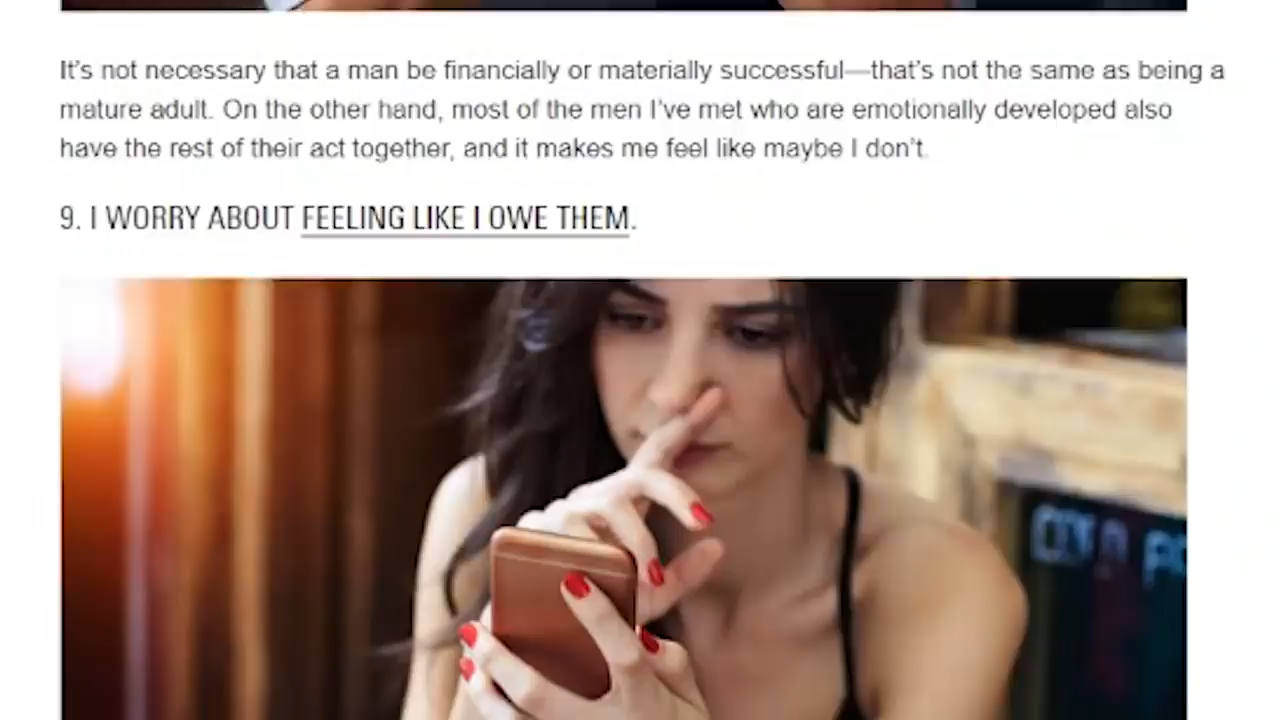 It’s not necessary that a man be financially or materially successful—that’s not the same as being a
mature adult. On the other hand, most of the men I’ve met who are emotionally developed also
have the rest of their act together, and it makes me feel like maybe I don’t.
9. I WORRY ABOUT FEELING LIKE I OWE THEM.